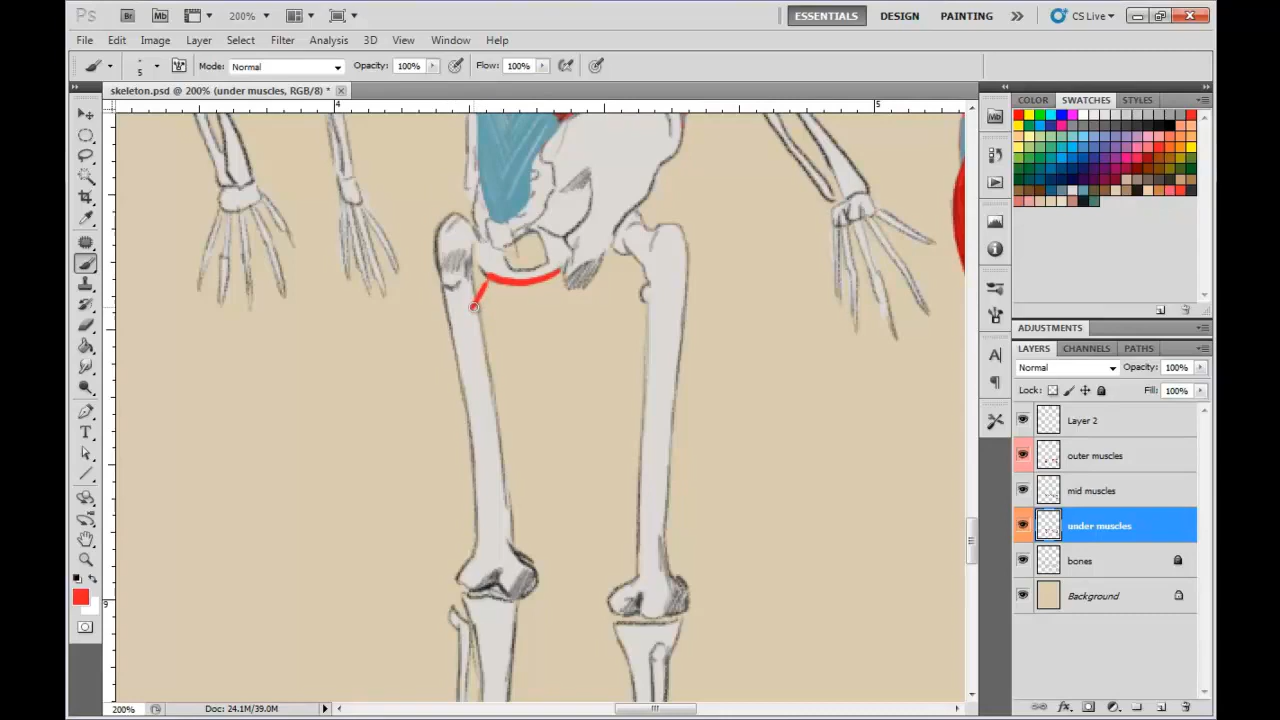 Ps Br Mb 200% ESSENTIALS DESIGN PAINTING CS Live
File Edit Image Layer Select Filter Analysis 3D View Window Help
5 Mode: Normal Opacity: 100% Flow: 100%
skeleton.psd @ 200% (under muscles, RGB/8) *
4 5
COLOR SWATCHES STYLES
Mb
ADJUSTMENTS
LAYERS CHANNELS PATHS
Normal Opacity: 100%
Lock: Fill: 100%
Layer 2
outer muscles
mid muscles
under muscles
bones
Background
9
200% Doc: 24.1M/39.0M